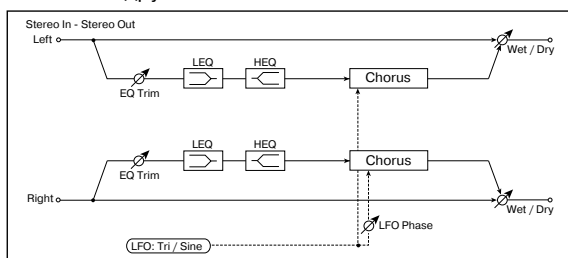 Stereo In - Stereo Out
Left
Wet / Dry
LEQ
HEQ
EQ Trim
Chorus
LEQ
HEQ
EQ Trim
Chorus
Right
Wet / Dry
LFO Phase
LFO: Tri / Sine